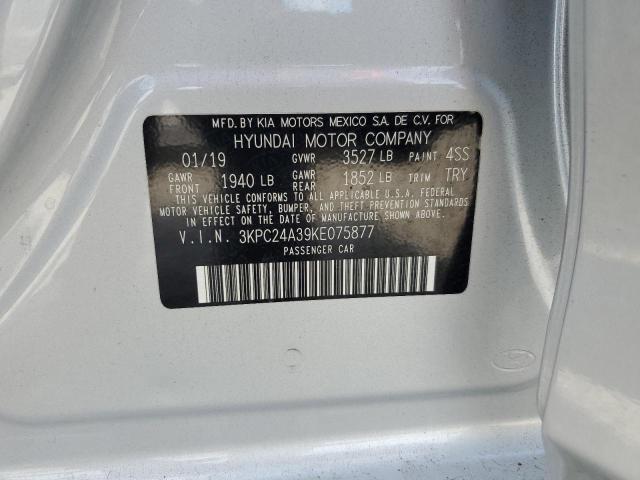 MFD. BY KIA MOTORS MEXICO S.A. DE C.V. FOR
HYUNDAI MOTOR COMPANY
01/19 GVWR 3527 LB PAINT 4SS
GAWR FRONT 1940 LB GAWR REAR 1852 LB TRIM TRY
THIS VEHICLE CONFORMS TO ALL APPLICABLE U.S.A. FEDERAL
MOTOR VEHICLE SAFETY, BUMPER, AND THEFT PREVENTION STANDARDS
IN EFFECT ON THE DATE OF MANUFACTURE SHOWN ABOVE.
V.I.N. 3KPC24A39KE075877
PASSENGER CAR